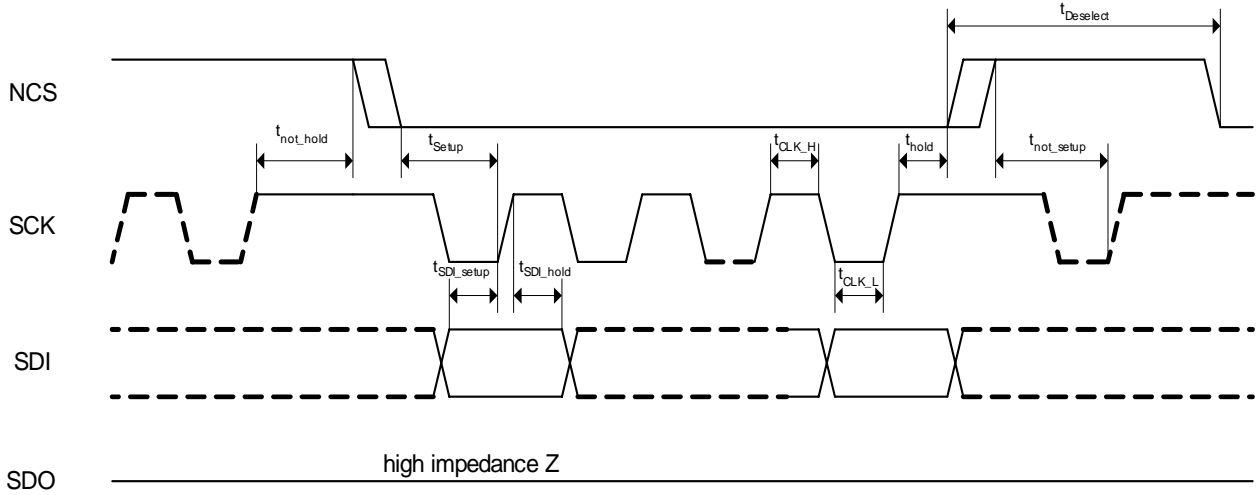 t_Deselect
NCS
t_not_hold
t_Setup
t_CLK_H
t_hold
t_not_setup
SCK
t_SDI_setup
t_SDI_hold
t_CLK_L
SDI
high impedance Z
SDO